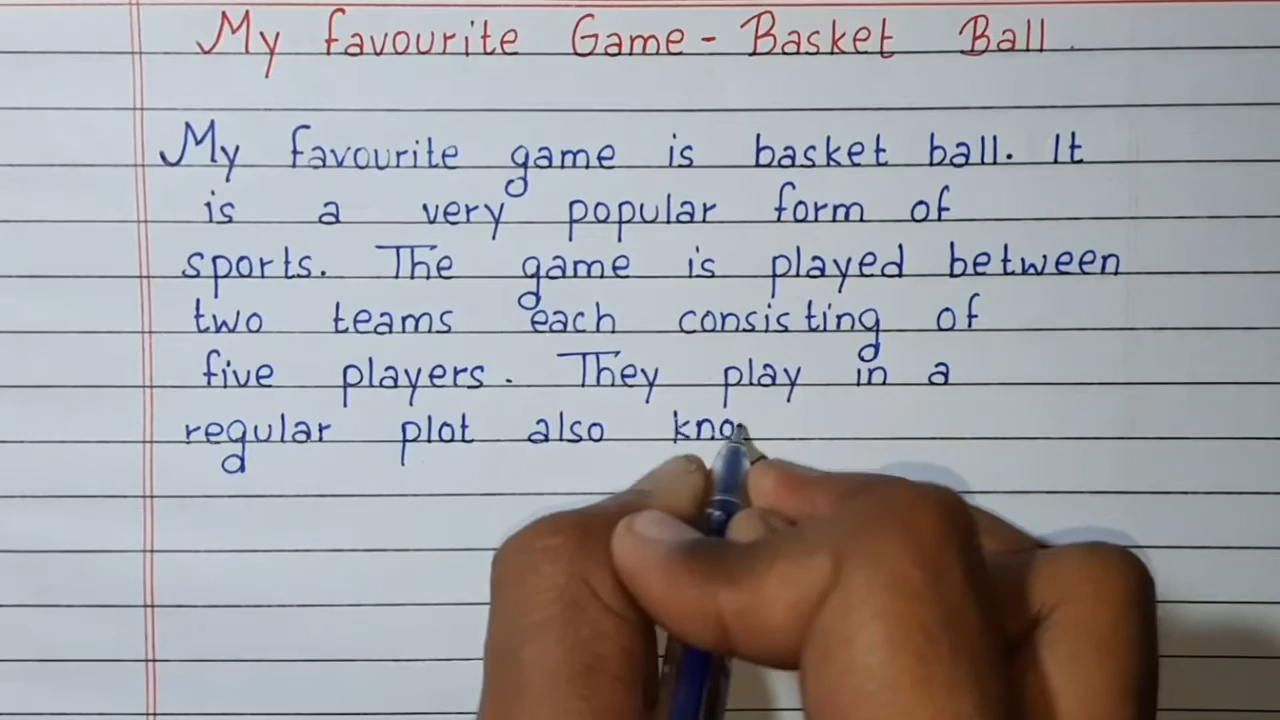 My favourite Game - Basket Ball
My favourite game is basket ball. It
is a very popular form of
sports. The game is played between
two teams each consisting of
five players. They play in a
regular plot also kno